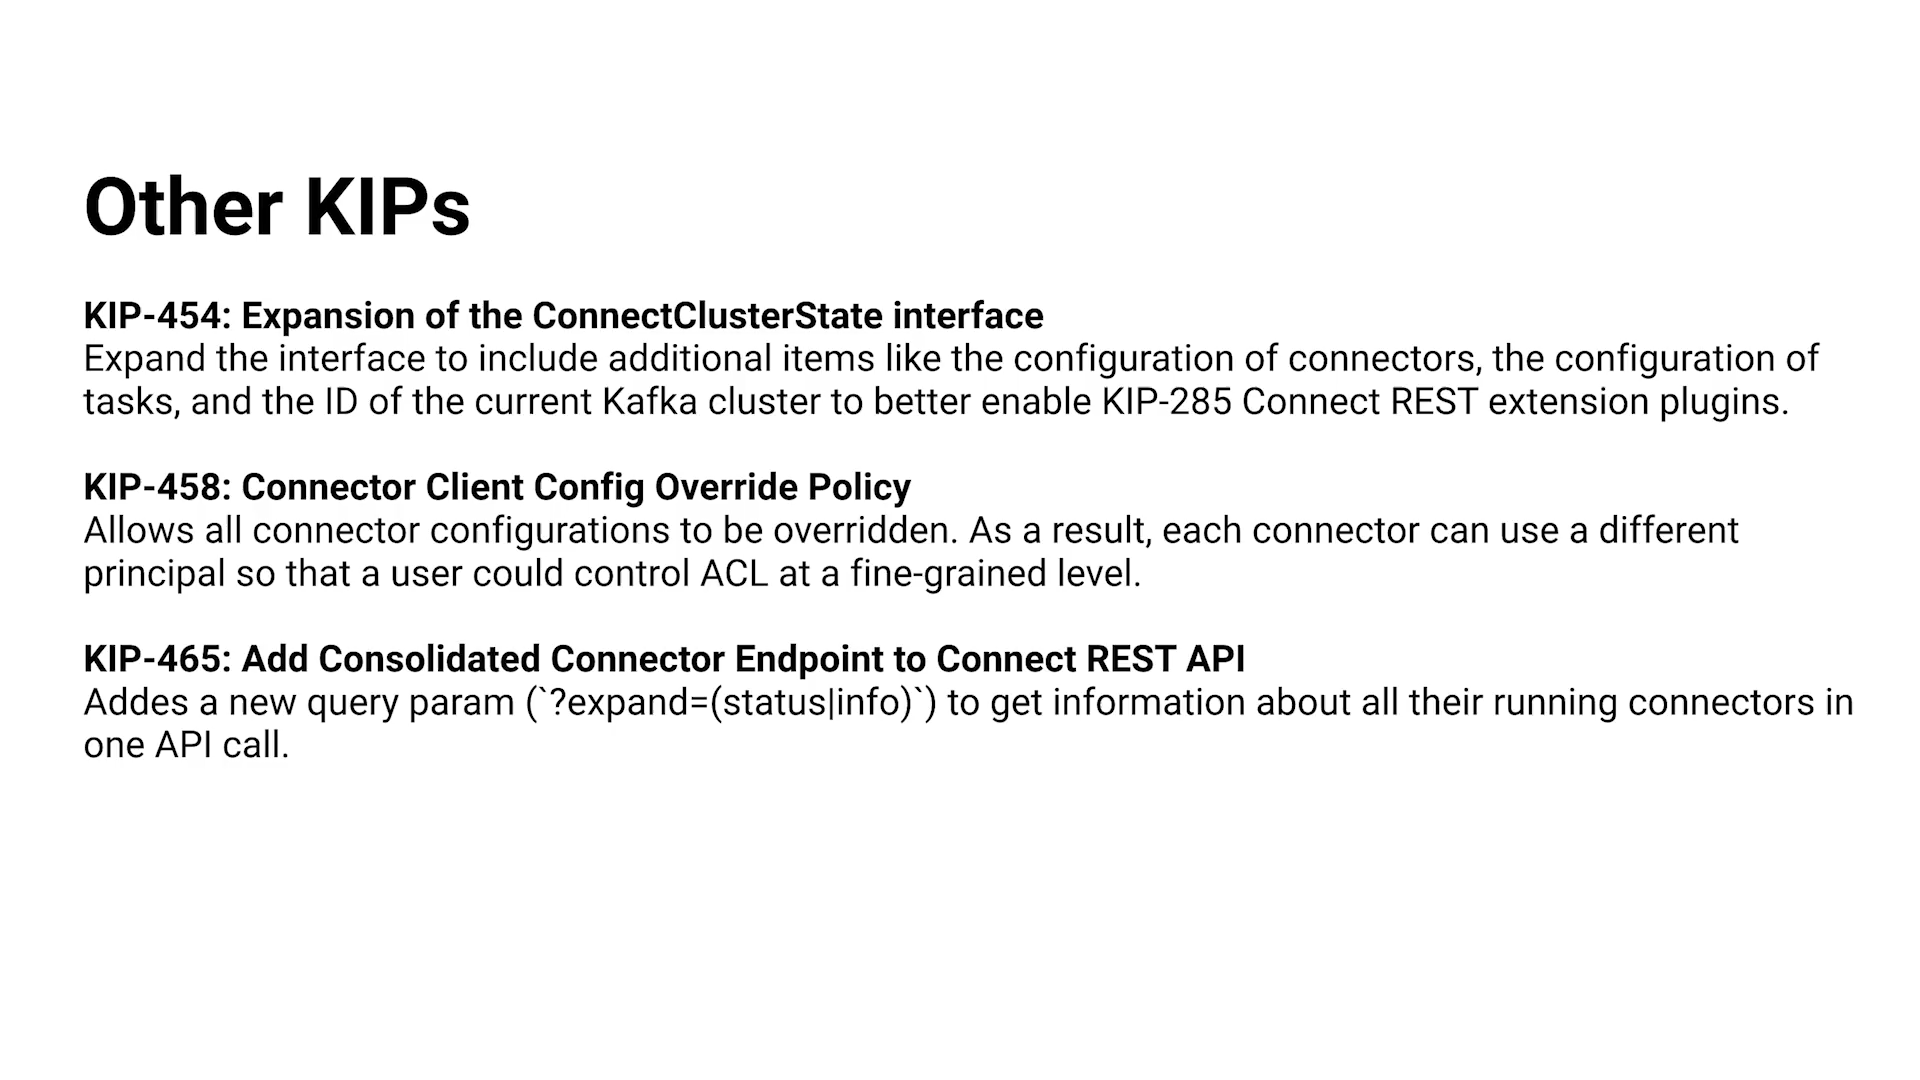 Other KIPs
KIP-454: Expansion of the ConnectClusterState interface
Expand the interface to include additional items like the configuration of connectors, the configuration of
tasks, and the ID of the current Kafka cluster to better enable KIP-285 Connect REST extension plugins.
KIP-458: Connector Client Config Override Policy
Allows all connector configurations to be overridden. As a result, each connector can use a different
principal so that a user could control ACL at a fine-grained level.
KIP-465: Add Consolidated Connector Endpoint to Connect REST API
Addes a new query param (`?expand=(status|info)`) to get information about all their running connectors in
one API call.